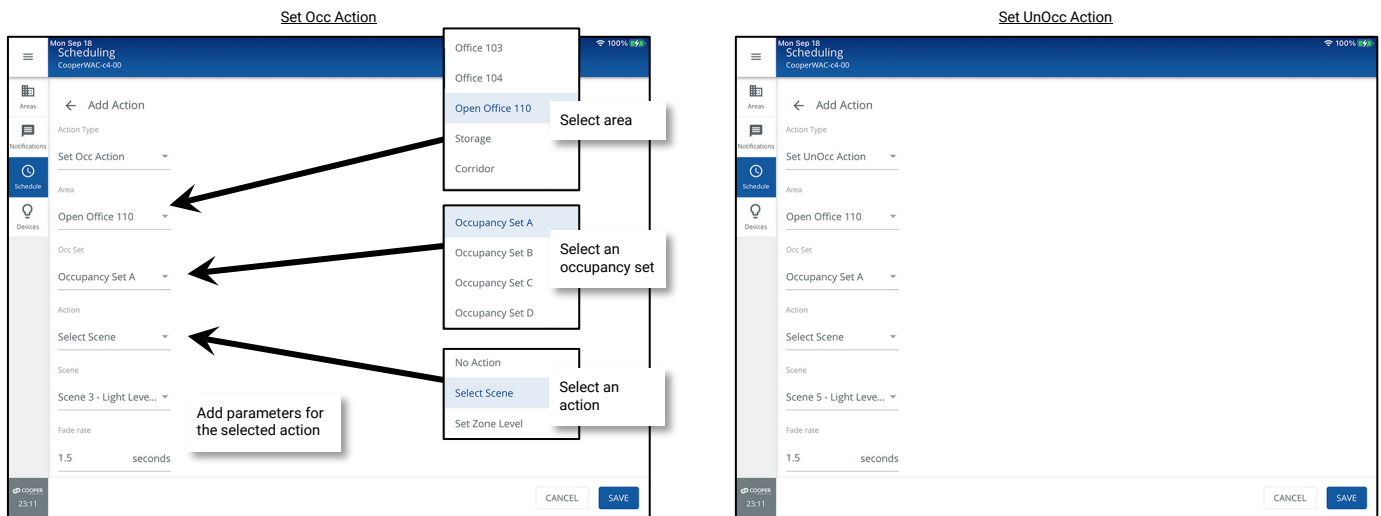 Set Occ Action
Mon Sep 18
100%
Scheduling
CooperWAC-c4-00
Areas
Notifications
Schedule
Devices
COOPER
23:11
Add Action
Action Type
Set Occ Action
Area
Open Office 110
Occ Set
Occupancy Set A
Action
Select Scene
Scene
Scene 3 - Light Leve...
Fade rate
1.5 seconds
Add parameters for
the selected action
Office 103
Office 104
Open Office 110
Storage
Corridor
Select area
Occupancy Set A
Occupancy Set B
Occupancy Set C
Occupancy Set D
Select an
occupancy set
No Action
Select Scene
Set Zone Level
Select an
action
CANCEL
SAVE
Set UnOcc Action
Mon Sep 18
100%
Scheduling
CooperWAC-c4-00
Areas
Notifications
Schedule
Devices
COOPER
23:11
Add Action
Action Type
Set UnOcc Action
Area
Open Office 110
Occ Set
Occupancy Set A
Action
Select Scene
Scene
Scene 5 - Light Leve...
Fade rate
1.5 seconds
CANCEL
SAVE